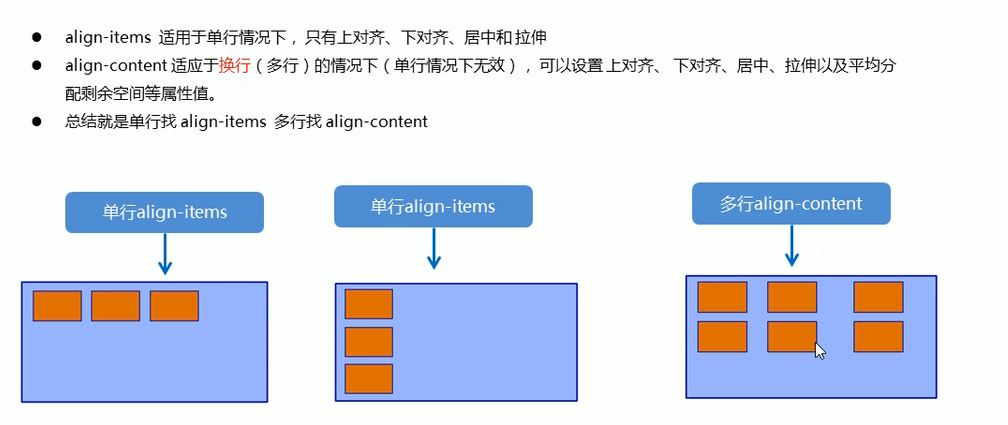 align-items 适用于单行情况下，只有上对齐、下对齐、居中和 拉伸
align-content 适应于换行（多行）的情况下（单行情况下无效），可以设置 上对齐、 下对齐、居中、拉伸以及平均分
配剩余空间等属性值。
总结就是单行找 align-items 多行找 align-content
单行align-items
单行align-items
多行align-content